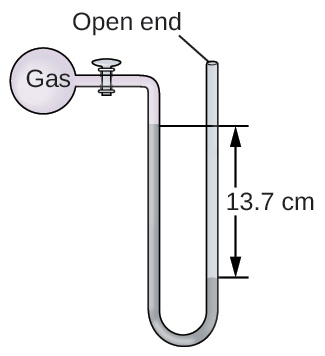 Open end
Gas
13.7 cm